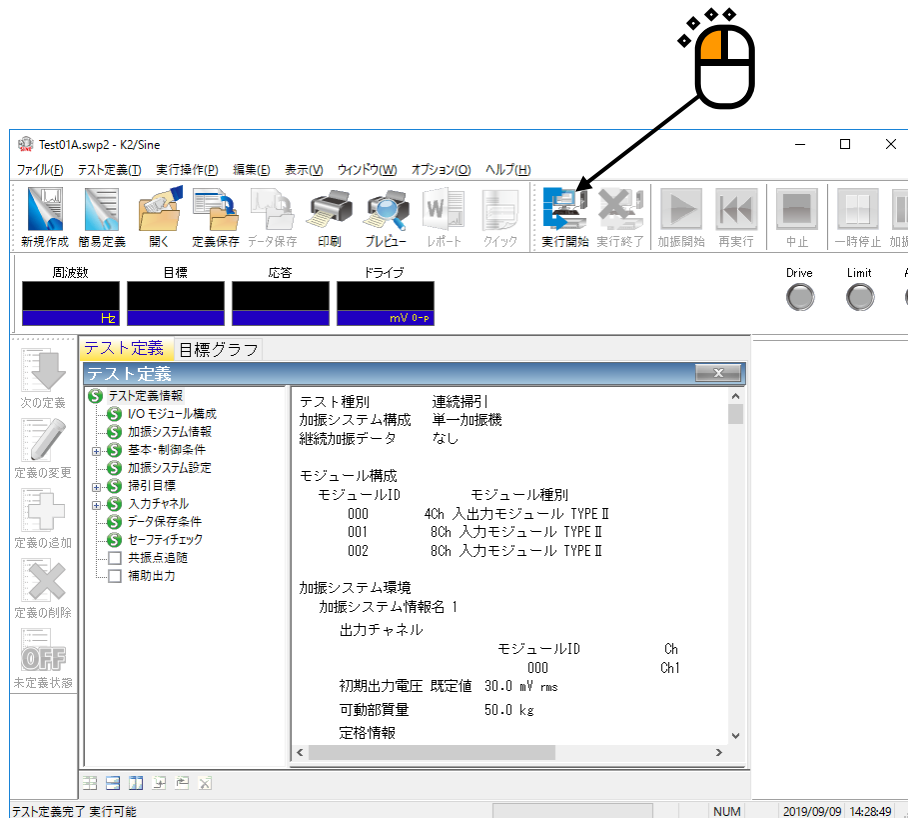 Test01A.swp2 - K2/Sine
ファイル(F) テスト定義(T) 実行操作(P) 編集(E) 表示(V) ウィンドウ(W) オプション(O) ヘルプ(H)
新規作成 簡易定義 開く 定義保存 データ保存 印刷 プレビュー レポート クイック 実行開始 実行終了 加振開始 再実行 中止 一時停止 加振
周波数 目標 応答 ドライブ Drive Limit
Hz mV 0-P
テスト定義 目標グラフ
テスト定義
次の定義
定義の変更
定義の追加
定義の削除
OFF
未定義状態
テスト定義情報
I/O モジュール構成
加振システム情報
基本・制御条件
加振システム設定
掃引目標
入力チャネル
データ保存条件
セーフティチェック
共振点追随
補助出力
テスト種別 連続掃引
加振システム構成 単一加振機
継続加振データ なし
モジュール構成
モジュールID モジュール種別
000 4Ch 入出力モジュール TYPEⅡ
001 8Ch 入力モジュール TYPEⅡ
002 8Ch 入力モジュール TYPEⅡ
加振システム環境
加振システム情報名 1
出力チャネル
モジュールID Ch
000 Ch1
初期出力電圧 既定値 30.0 mV rms
可動部質量 50.0 kg
定格情報
テスト定義完了 実行可能 NUM 2019/09/09 14:28:49